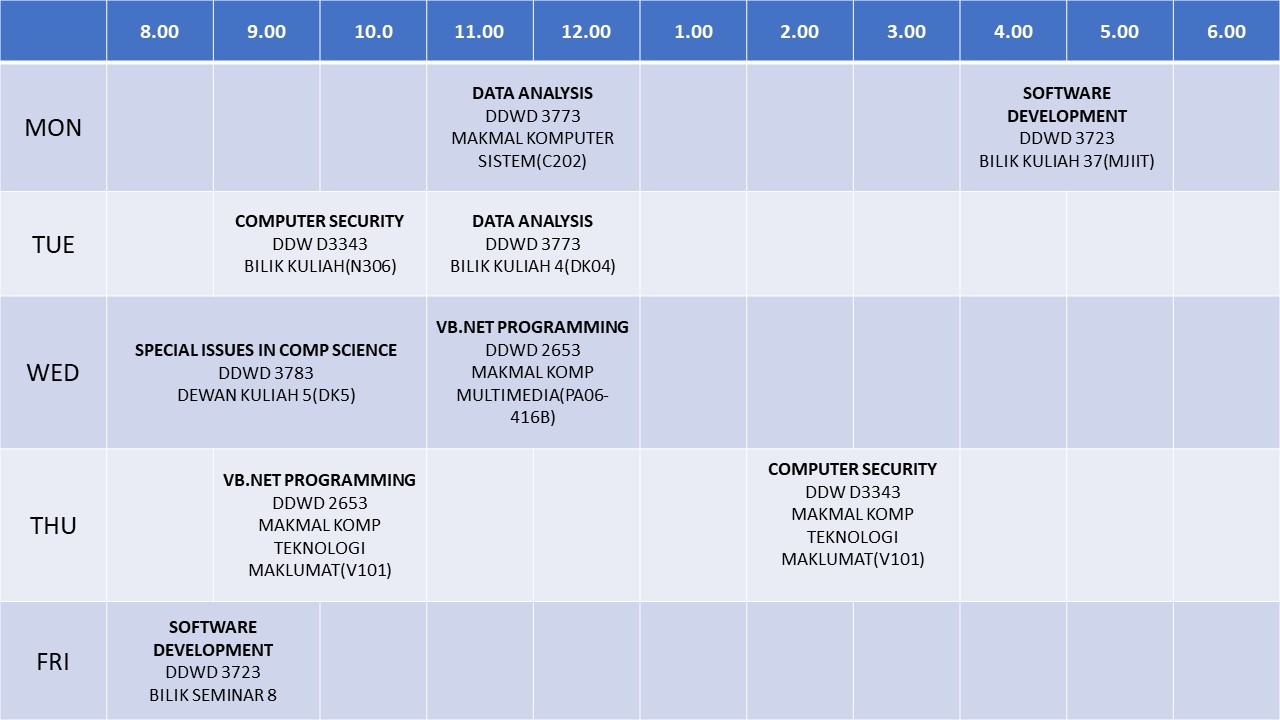 8.00 9.00 10.0 11.00 12.00 1.00 2.00 3.00 4.00 5.00 6.00
MON
DATA ANALYSIS
DDWD 3773
MAKMAL KOMPUTER
SISTEM(C202)
SOFTWARE
DEVELOPMENT
DDWD 3723
BILIK KULIAH 37(MJIIT)
TUE
COMPUTER SECURITY
DDW D3343
BILIK KULIAH(N306)
DATA ANALYSIS
DDWD 3773
BILIK KULIAH 4(DK04)
WED
SPECIAL ISSUES IN COMP SCIENCE
DDWD 3783
DEWAN KULIAH 5(DK5)
VB.NET PROGRAMMING
DDWD 2653
MAKMAL KOMP
MULTIMEDIA(PA06-
416B)
THU
VB.NET PROGRAMMING
DDWD 2653
MAKMAL KOMP
TEKNOLOGI
MAKLUMAT(V101)
COMPUTER SECURITY
DDW D3343
MAKMAL KOMP
TEKNOLOGI
MAKLUMAT(V101)
FRI
SOFTWARE
DEVELOPMENT
DDWD 3723
BILIK SEMINAR 8